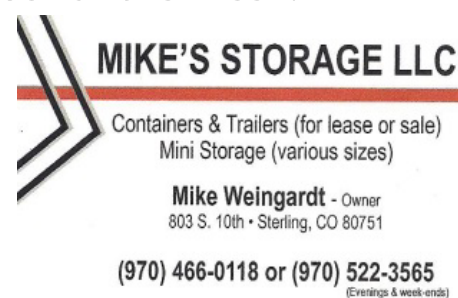 MIKE'S STORAGE LLC
Containers & Trailers (for lease or sale)
Mini Storage (various sizes)
Mike Weingardt - Owner
803 S. 10th • Sterling, CO 80751
(970) 466-0118 or (970) 522-3565
(Evenings & week-ends)